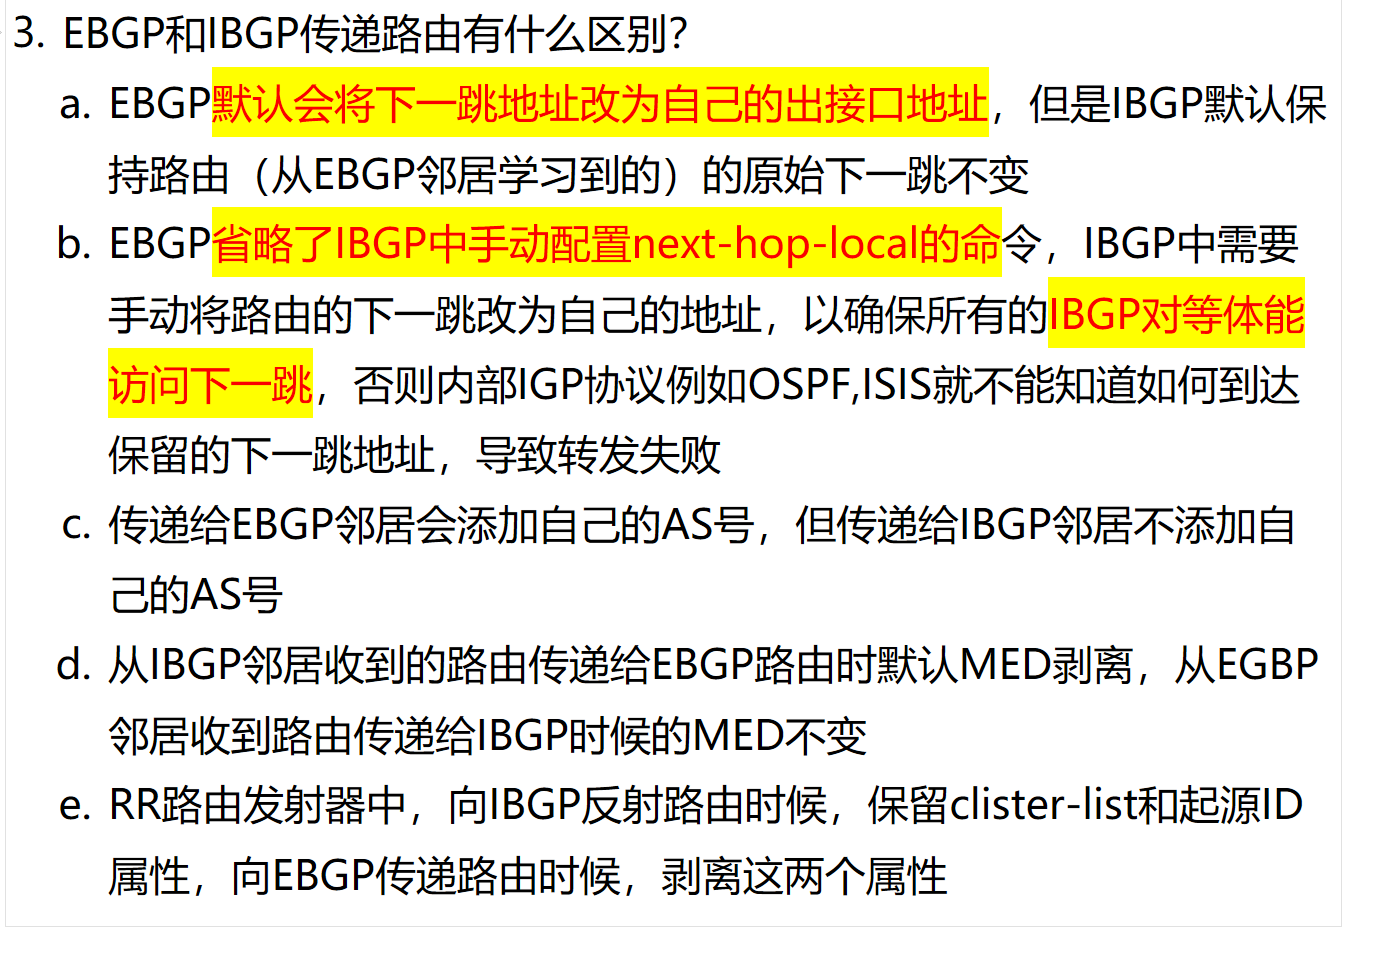 3. EBGP和IBGP传递路由有什么区别？
a. EBGP默认会将下一跳地址改为自己的出接口地址，但是IBGP默认保
持路由（从EBGP邻居学习到的）的原始下一跳不变
b. EBGP省略了IBGP中手动配置next-hop-local的命令，IBGP中需要
手动将路由的下一跳改为自己的地址，以确保所有的IBGP对等体能
访问下一跳，否则内部IGP协议例如OSPF,ISIS就不能知道如何到达
保留的下一跳地址，导致转发失败
c. 传递给EBGP邻居会添加自己的AS号，但传递给IBGP邻居不添加自
己的AS号
d. 从IBGP邻居收到的路由传递给EBGP路由时默认MED剥离，从EGBP
邻居收到路由传递给IBGP时候的MED不变
e. RR路由发射器中，向IBGP反射路由时候，保留clister-list和起源ID
属性，向EBGP传递路由时候，剥离这两个属性